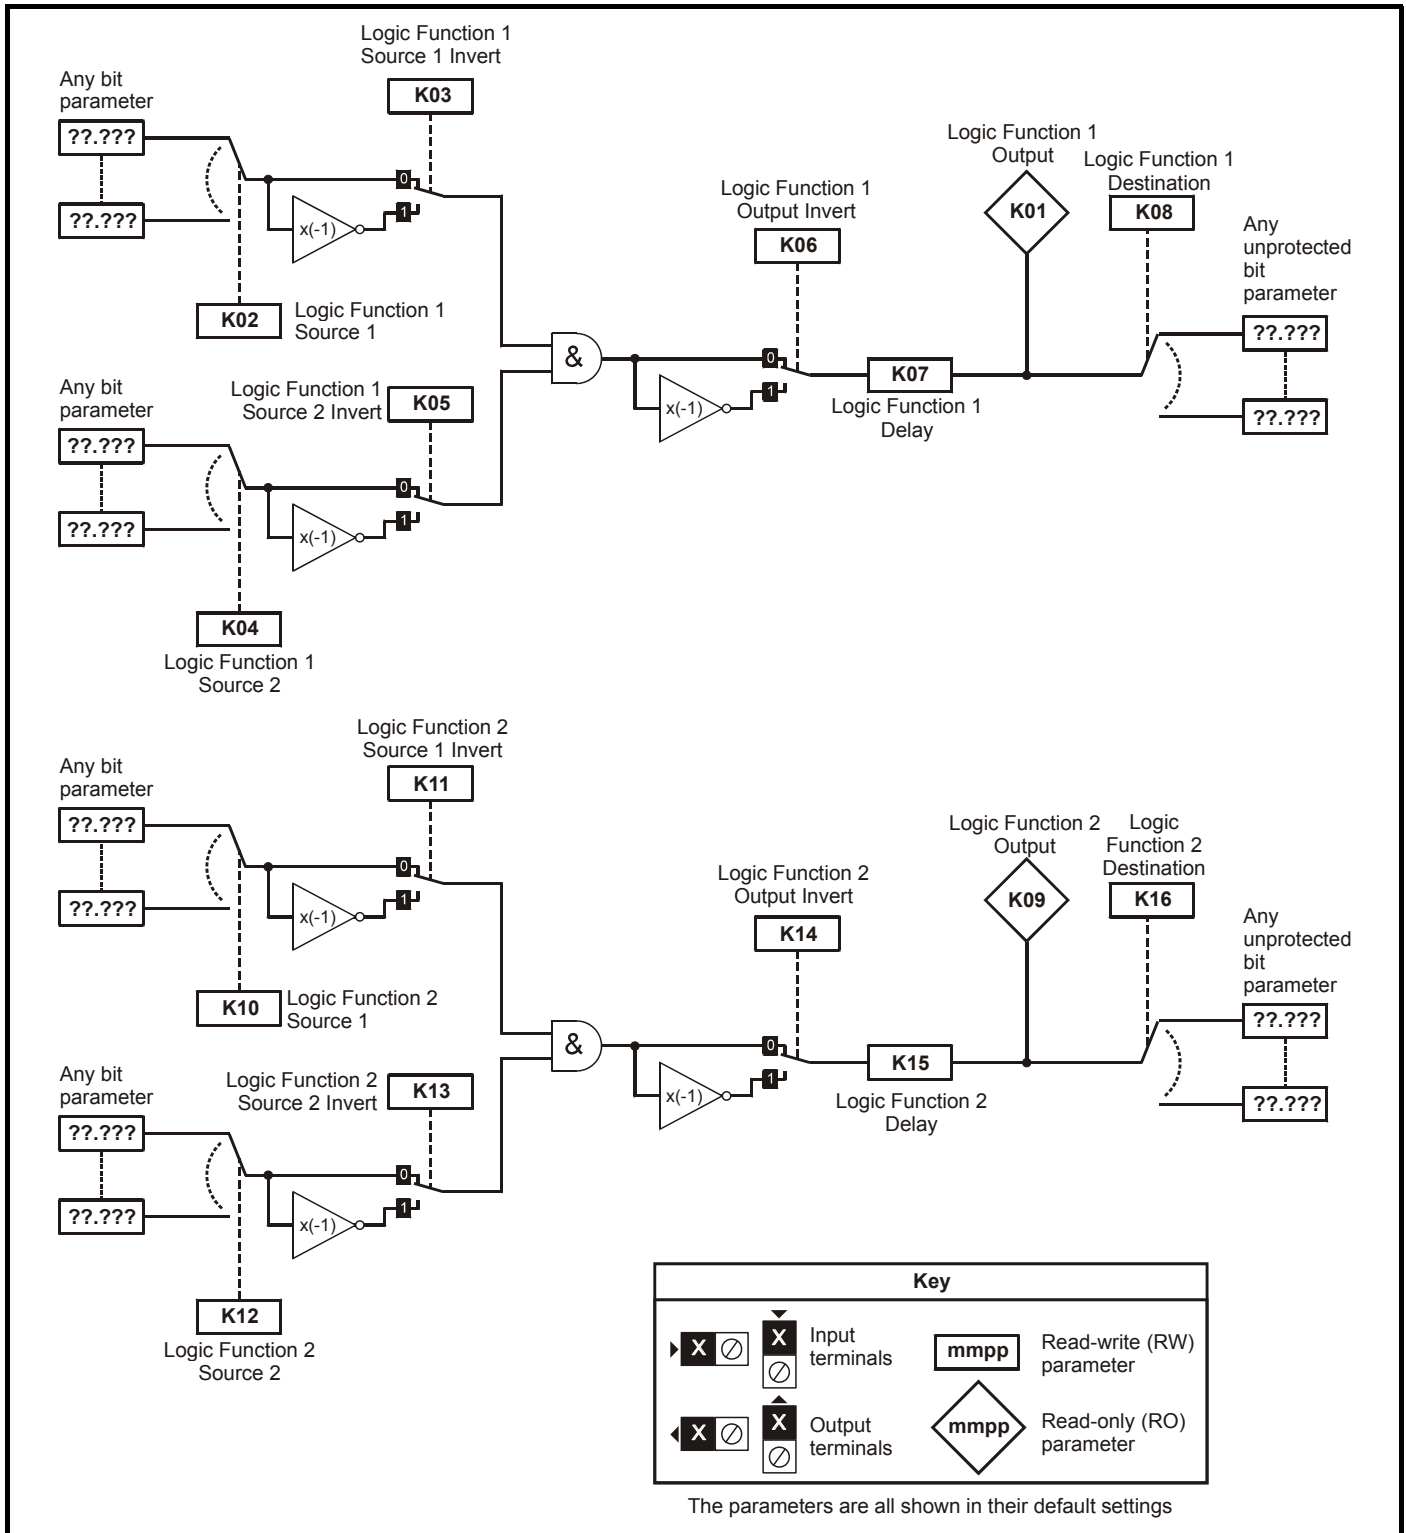 Logic Function 1
Source 1 Invert
K03
Any bit
parameter
??.???
??.???
0
1
x(-1)
K02
Logic Function 1
Source 1
Logic Function 1
Output
K01
Logic Function 1
Destination
K08
Logic Function 1
Output Invert
K06
Any
unprotected
bit
parameter
??.???
??.???
&
0
1
x(-1)
K07
Logic Function 1
Delay
Any bit
parameter
??.???
??.???
Logic Function 1
Source 2 Invert
K05
0
1
x(-1)
K04
Logic Function 1
Source 2
Logic Function 2
Source 1 Invert
K11
Any bit
parameter
??.???
??.???
0
1
x(-1)
K10
Logic Function 2
Source 1
Logic Function 2
Output
K09
Logic
Function 2
Destination
K16
Logic Function 2
Output Invert
K14
Any
unprotected
bit
parameter
??.???
??.???
&
0
1
x(-1)
K15
Logic Function 2
Delay
Any bit
parameter
??.???
??.???
Logic Function 2
Source 2 Invert
K13
0
1
x(-1)
K12
Logic Function 2
Source 2
Key
X
X
Input
terminals
mmpp
Read-write (RW)
parameter
X
X
Output
terminals
mmpp
Read-only (RO)
parameter
The parameters are all shown in their default settings